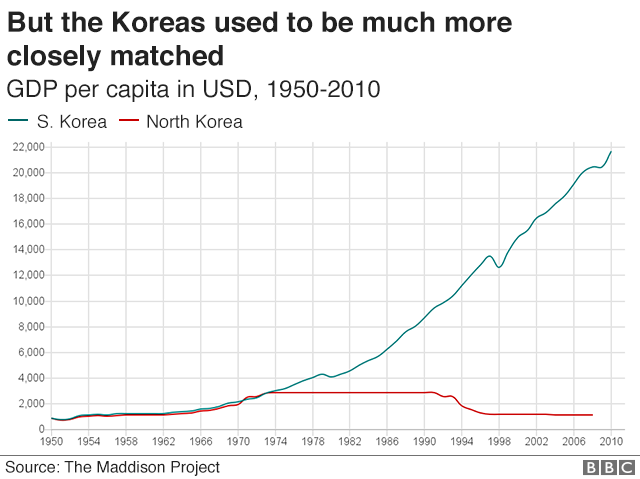 But the Koreas used to be much more
closely matched
GDP per capita in USD, 1950-2010
S. Korea North Korea
22,000
20,000
18,000
16,000
14,000
12,000
10,000
8,000
6,000
4,000
2,000
0
1950 1954 1958 1962 1966 1970 1974 1978 1982 1986 1990 1994 1998 2002 2006 2010
Source: The Maddison Project
BBC